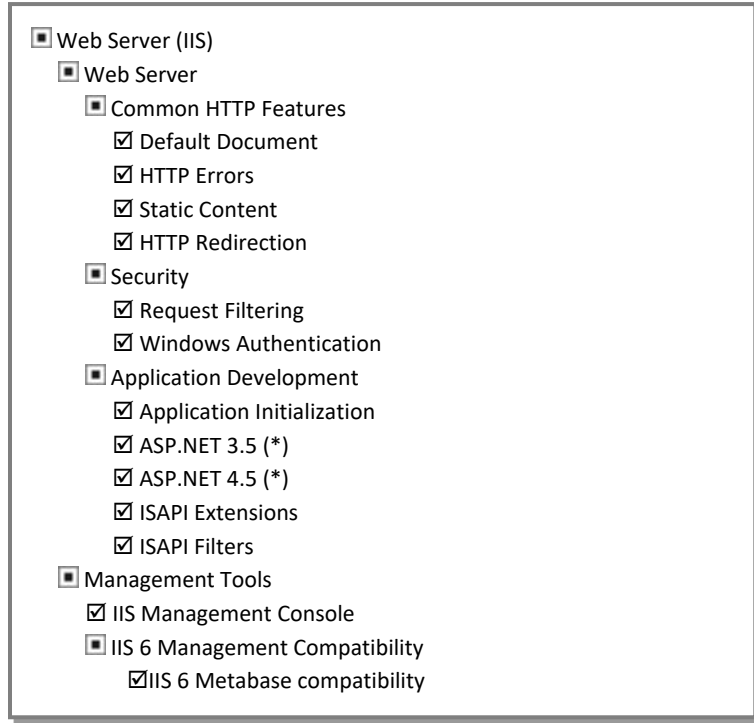 Web Server (IIS)
Web Server
Common HTTP Features
Default Document
HTTP Errors
Static Content
HTTP Redirection
Security
Request Filtering
Windows Authentication
Application Development
Application Initialization
ASP.NET 3.5 (*)
ASP.NET 4.5 (*)
ISAPI Extensions
ISAPI Filters
Management Tools
IIS Management Console
IIS 6 Management Compatibility
IIS 6 Metabase compatibility